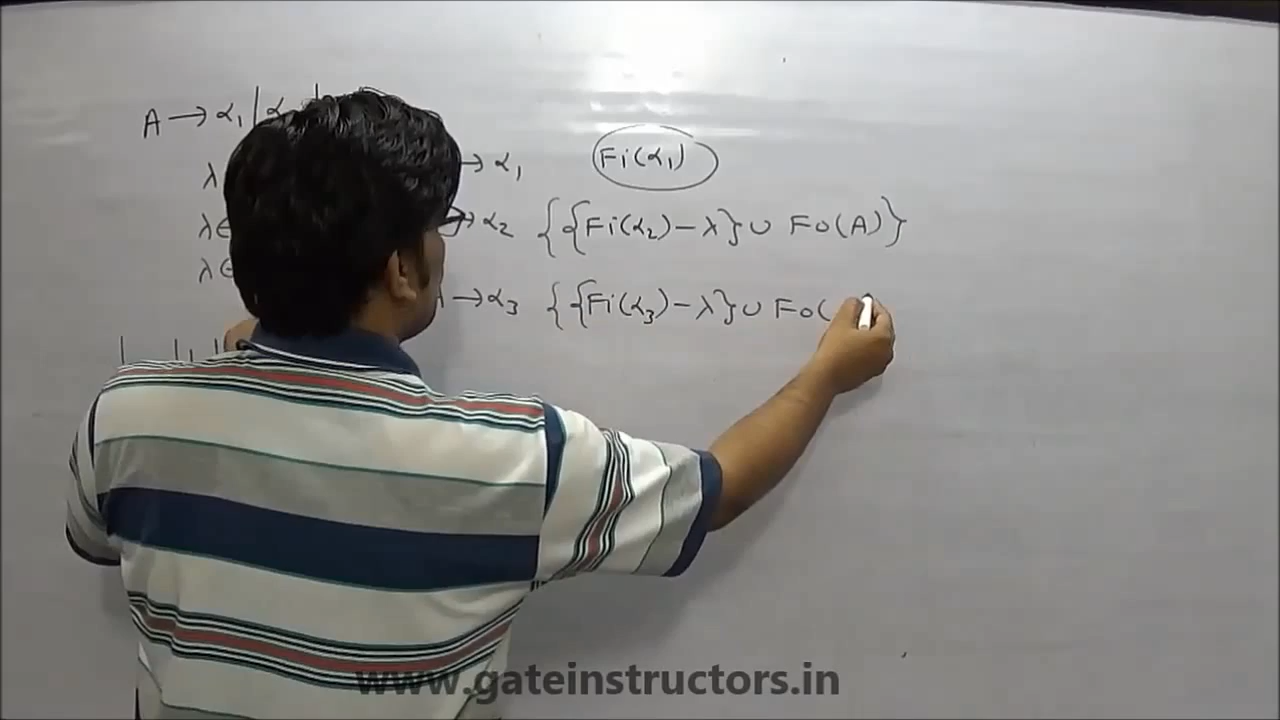 A → α₁ | α
λ → α₁ Fi(α₁)
λ∈ → α₂ {{Fi(α₂) − λ} ∪ Fo(A)}
λ∈ → α₃ {{Fi(α₃) − λ} ∪ Fo(
www.gateinstructors.in